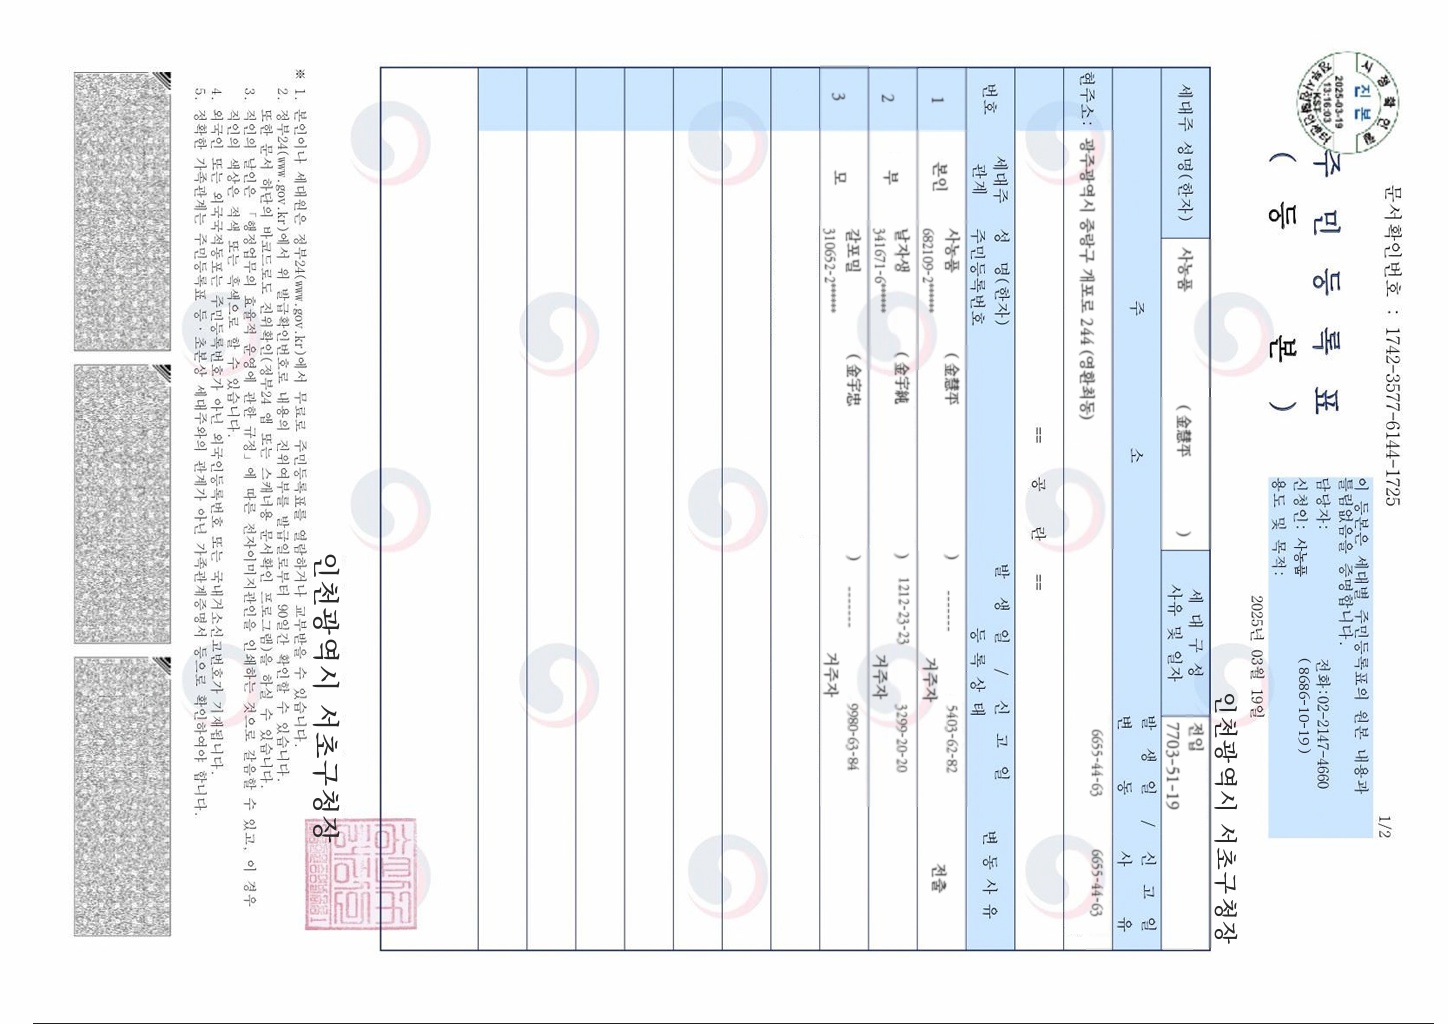 문서확인번호 : 1742-3577-6144-1725
1/2
시점확인필
진본
2025-03-19
13:16:03
KST
주 민 등 록 표
( 등 본 )
이 등본은 세대별 주민등록표의 원본 내용과
틀림없음을 증명합니다.
담당자: 전화:02-2147-4660
신청인: 사농품 (8686-10-19)
용도 및 목적:
2025년 03월 19일
인천광역시 서초구청장
세대주 성명(한자) 사농품 ( 金慧平 ) 세 대 구 성 사유 및 일자 전입
7703-51-19
주 소 발 생 일 / 신 고 일
변 동 사 유
현주소: 광주광역시 중랑구 개포로 244 (영환최동) 6655-44-63 6655-44-63
== 공 란 ==
번호 세대주 관계 성 명(한자) 주민등록번호 발 생 일 / 신 고 일 등 록 상 태 변 동 사 유
1 본인 사농품 ( 金慧平 ) ------- 5403-62-82
682109-2****** 거주자 전출
2 부 날자생 ( 金宇純 ) 1212-23-23 3299-20-20
341671-6****** 거주자
3 모 갈포밀 ( 金宇忠 ) ------- 9980-63-84
310652-2****** 거주자
인천광역시 서초구청장
※ 1. 본인이나 세대원은 정부24(www.gov.kr)에서 무료로 주민등록표를 열람하거나 교부받을 수 있습니다.
2. 정부24(www.gov.kr)에서 위 발급확인번호로 내용의 진위여부를 발급일로부터 90일간 확인할 수 있습니다.
또한 문서 하단의 바코드로도 진위확인(정부24 앱 또는 스캐너용 문서확인 프로그램)을 하실 수 있습니다.
3. 직인의 날인은 「행정업무의 효율적 운영에 관한 규정」에 따른 전자이미지관인을 인쇄하는 것으로 갈음할 수 있고, 이 경우
직인의 색상은 적색 또는 흑색으로 할 수 있습니다.
4. 외국인 또는 외국국적동포는 주민등록번호가 아닌 외국인등록번호 또는 국내거소신고번호가 기재됩니다.
5. 정확한 가족관계는 주민등록표 등·초본상 세대주와의 관계가 아닌 가족관계증명서 등으로 확인하여야 합니다.